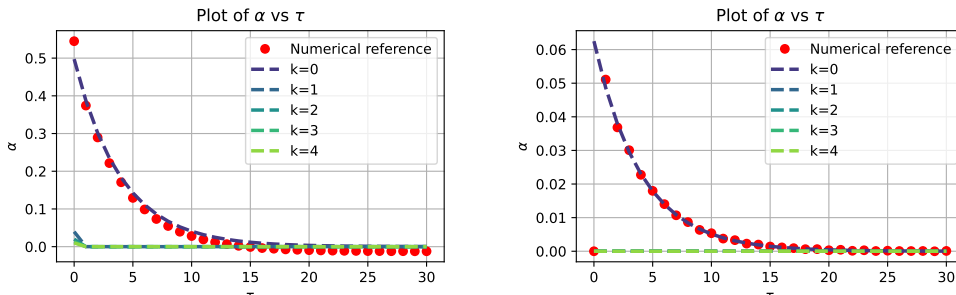 Plot of α vs τ
0.5
0.4
0.3
0.2
0.1
0.0
α
0
5
10
15
20
25
30
Numerical reference
k=0
k=1
k=2
k=3
k=4
Plot of α vs τ
0.06
0.05
0.04
0.03
0.02
0.01
0.00
α
0
5
10
15
20
25
30
Numerical reference
k=0
k=1
k=2
k=3
k=4